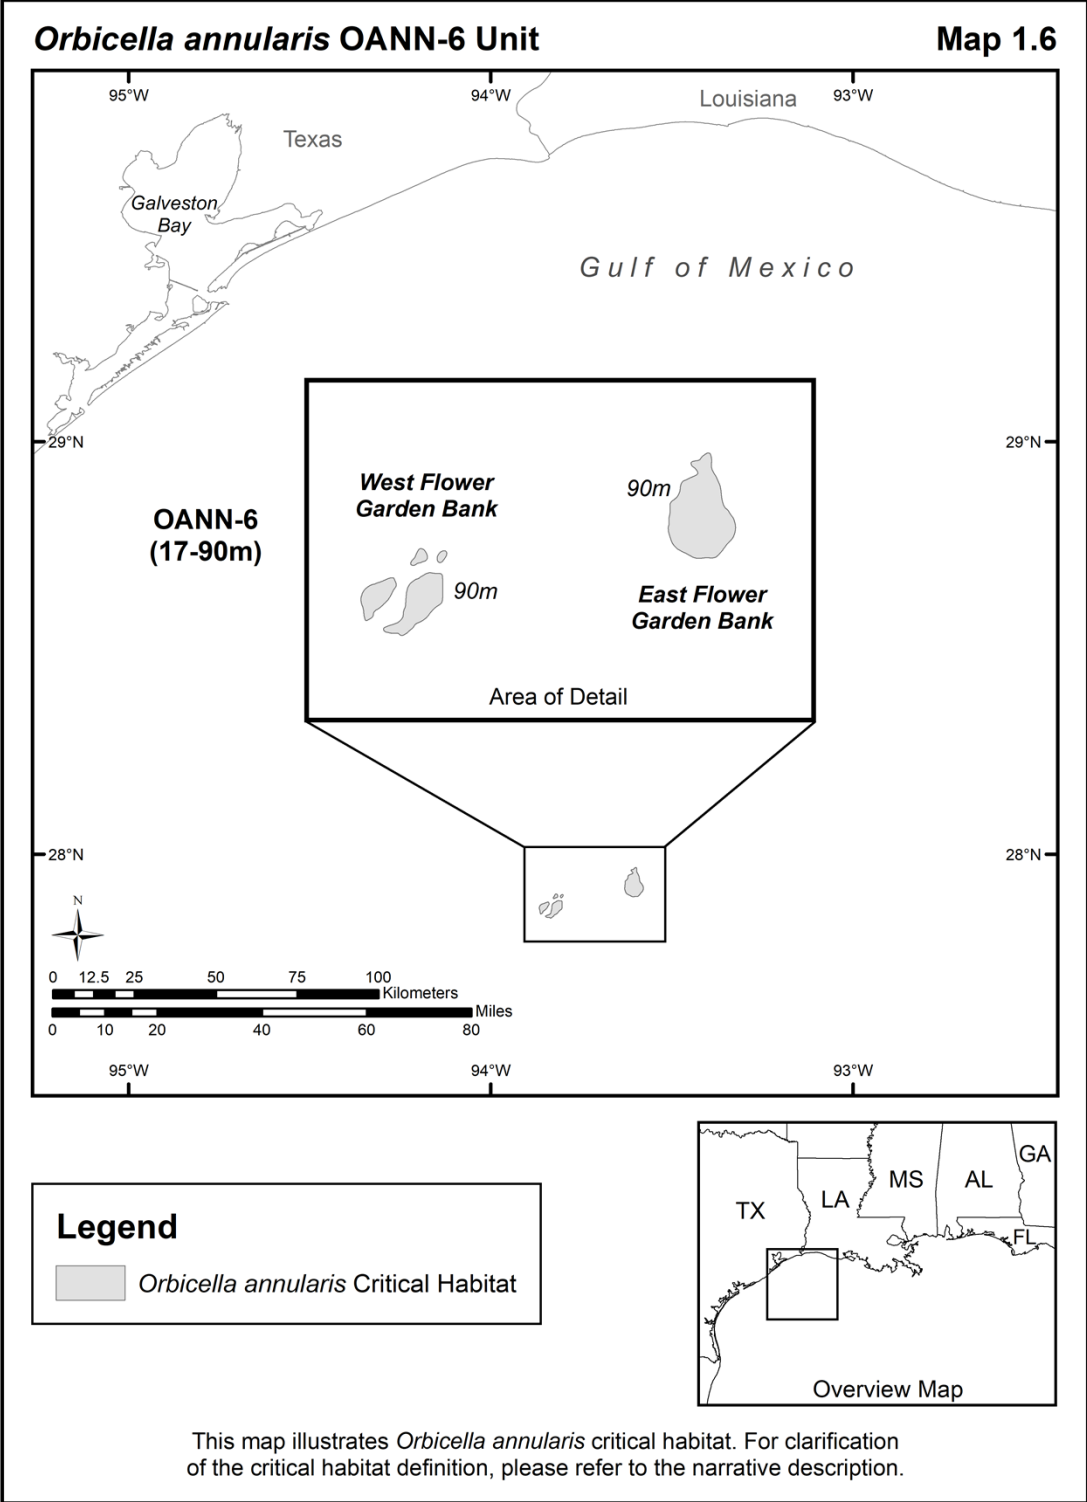 Orbicella annularis OANN-6 Unit
Map 1.6
95°W
94°W
93°W
Louisiana
Texas
Galveston
Bay
Gulf of Mexico
29°N
29°N
West Flower
Garden Bank
90m
OANN-6
(17-90m)
90m
East Flower
Garden Bank
Area of Detail
28°N
28°N
N
0 12.5 25 50 75 100
Kilometers
Miles
0 10 20 40 60 80
95°W
94°W
93°W
Legend
Orbicella annularis Critical Habitat
TX
LA
MS
AL
GA
FL
Overview Map
This map illustrates Orbicella annularis critical habitat. For clarification
of the critical habitat definition, please refer to the narrative description.